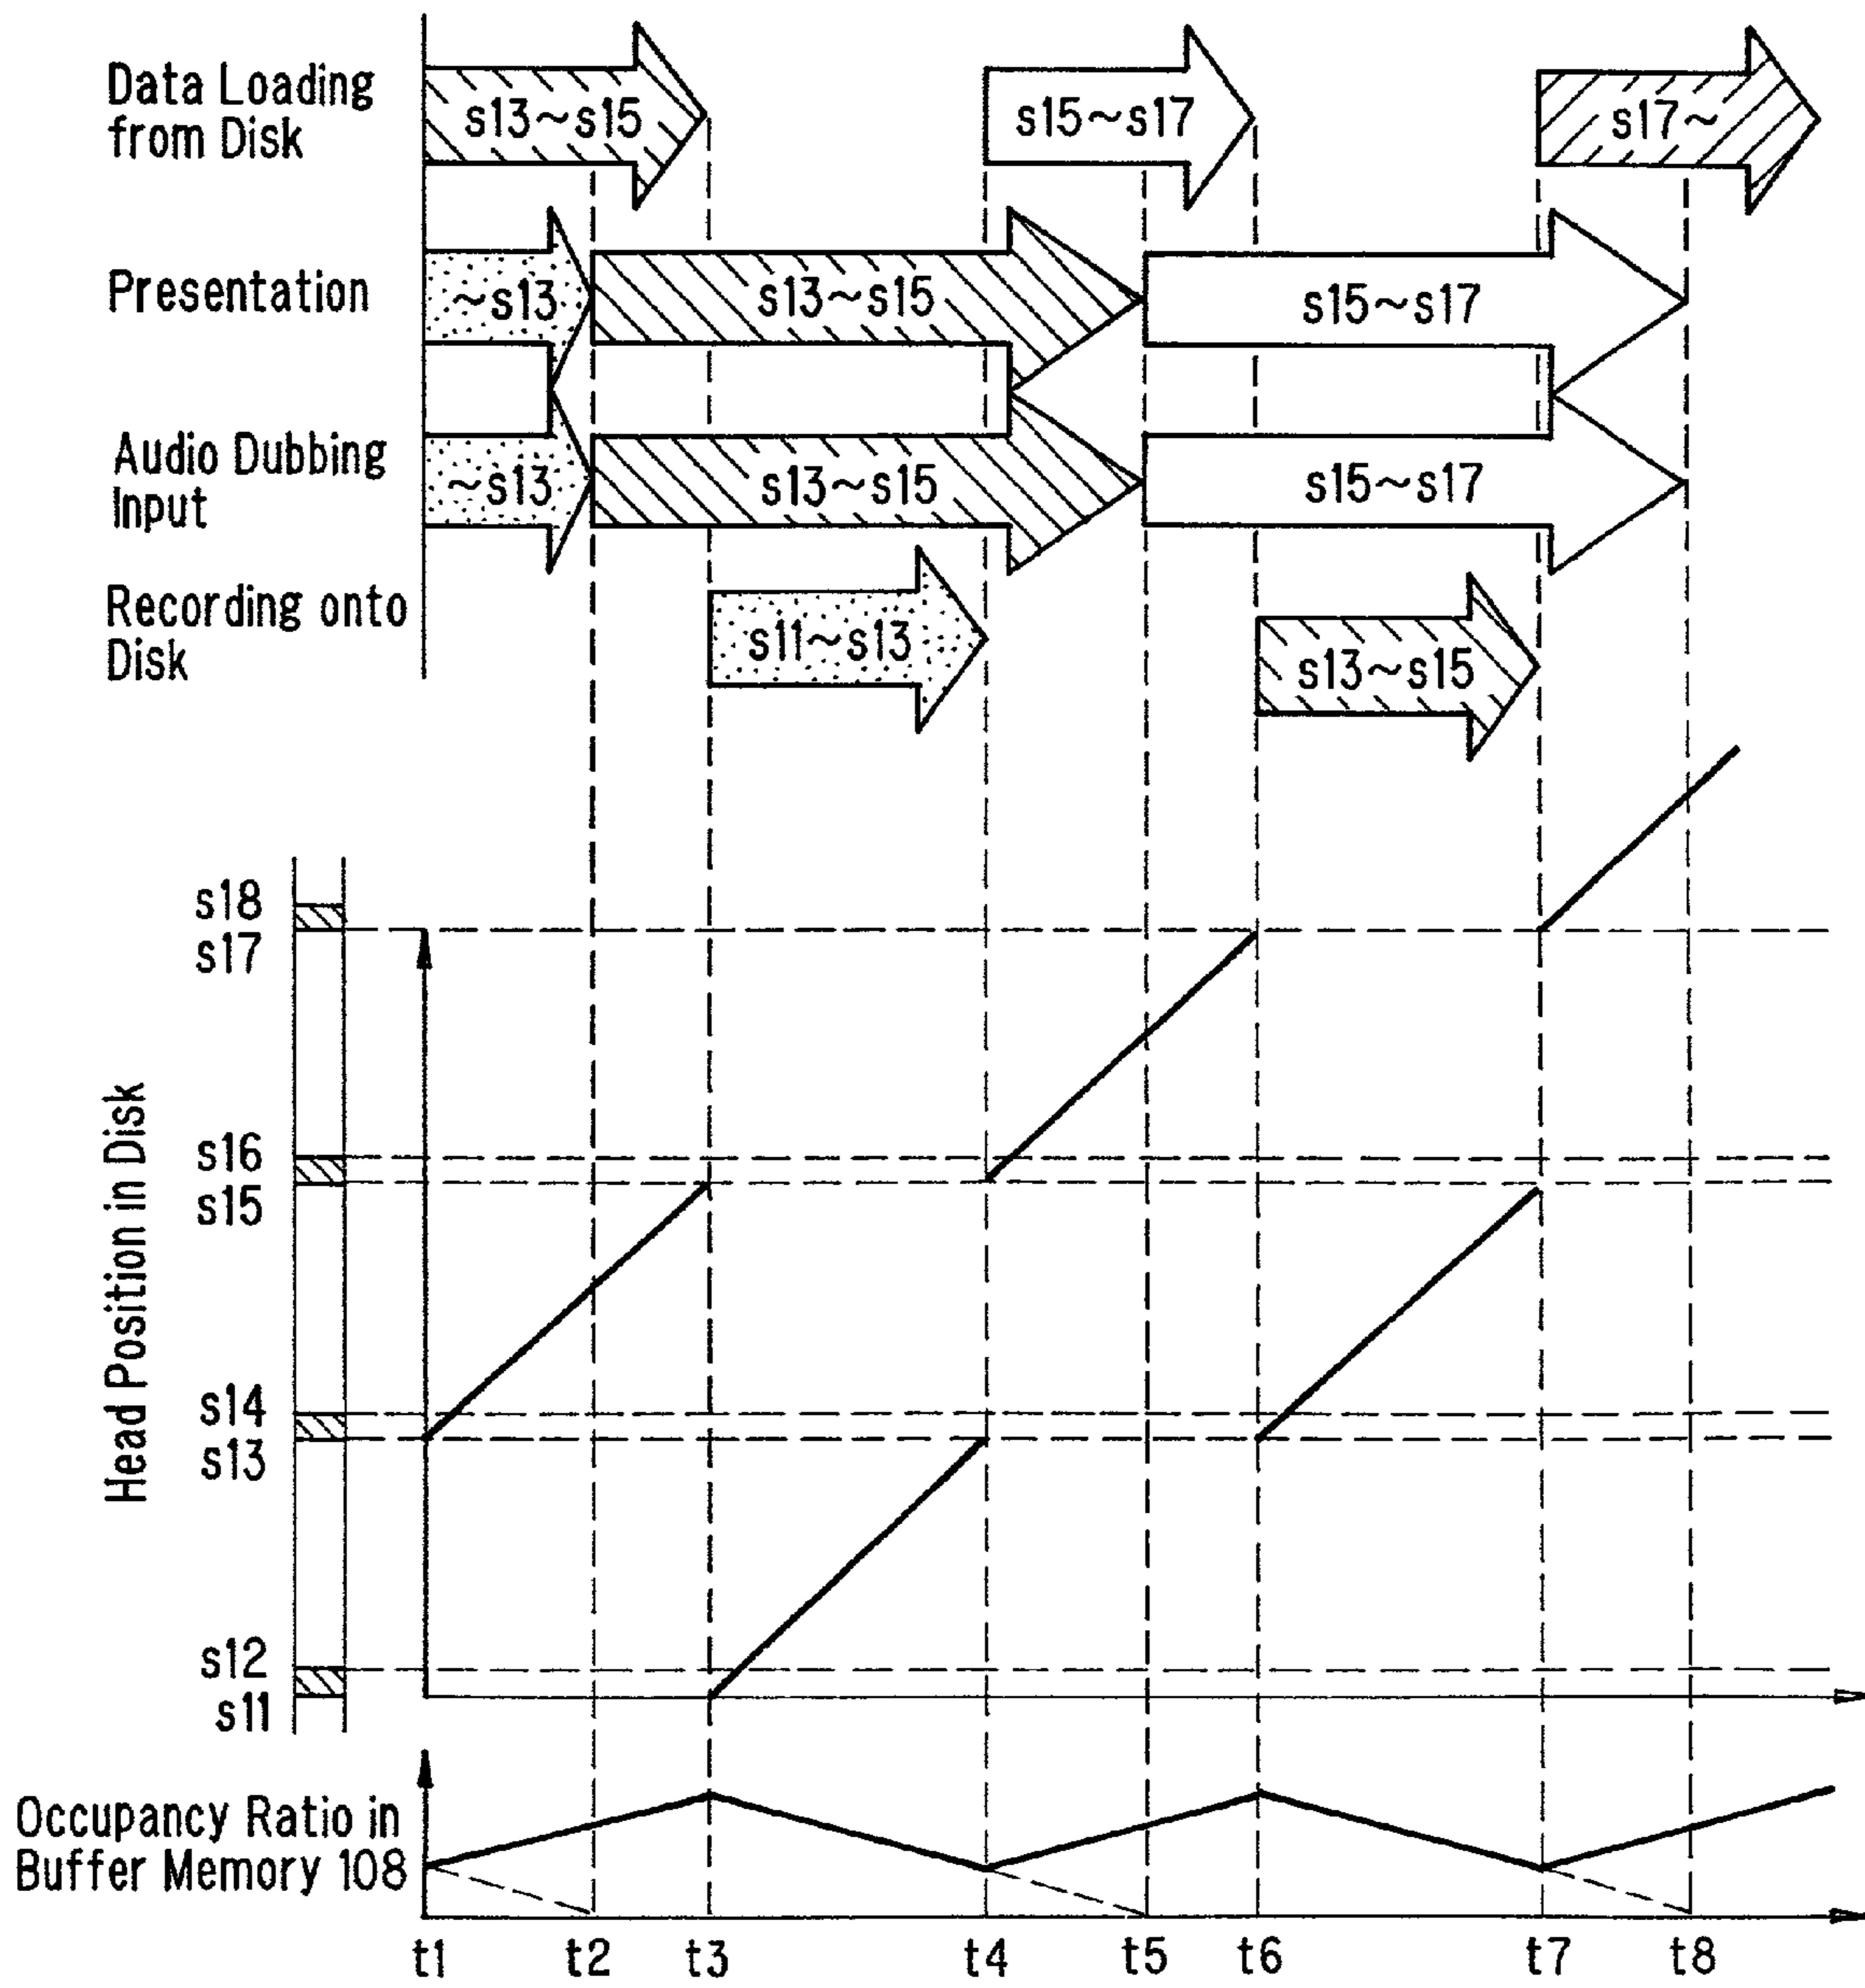 Data Loading
from Disk
s13~s15
s15~s17
s17~
Presentation
~s13
s13~s15
s15~s17
Audio Dubbing
Input
~s13
s13~s15
s15~s17
Recording onto
Disk
s11~s13
s13~s15
Head Position in Disk
s18
s17
s16
s15
s14
s13
s12
s11
Occupancy Ratio in
Buffer Memory 108
t1 t2 t3 t4 t5 t6 t7 t8